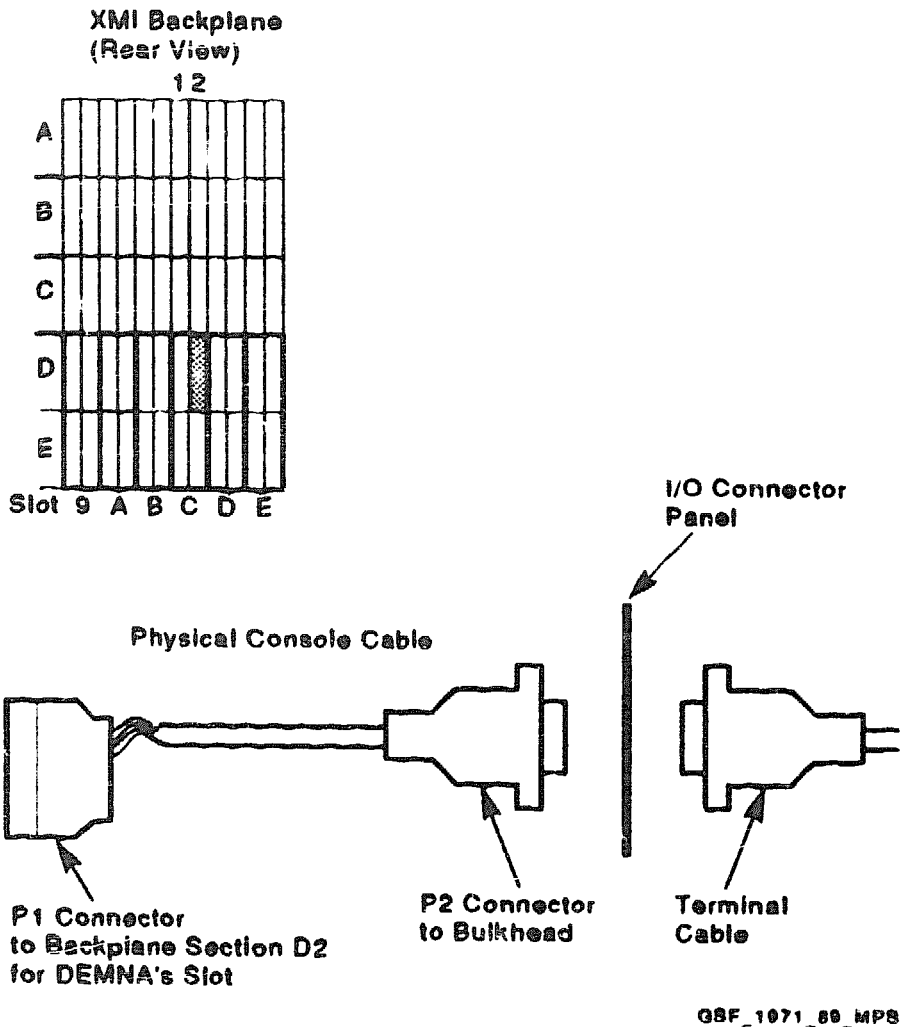 XMI Backplane
(Rear View)
1 2
A
B
C
D
E
Slot 9 A B C D E
I/O Connector
Panel
Physical Console Cable
P1 Connector
to Backplane Section D2
for DEMNA's Slot
P2 Connector
to Bulkhead
Terminal
Cable
GSF_1971_89_MPS